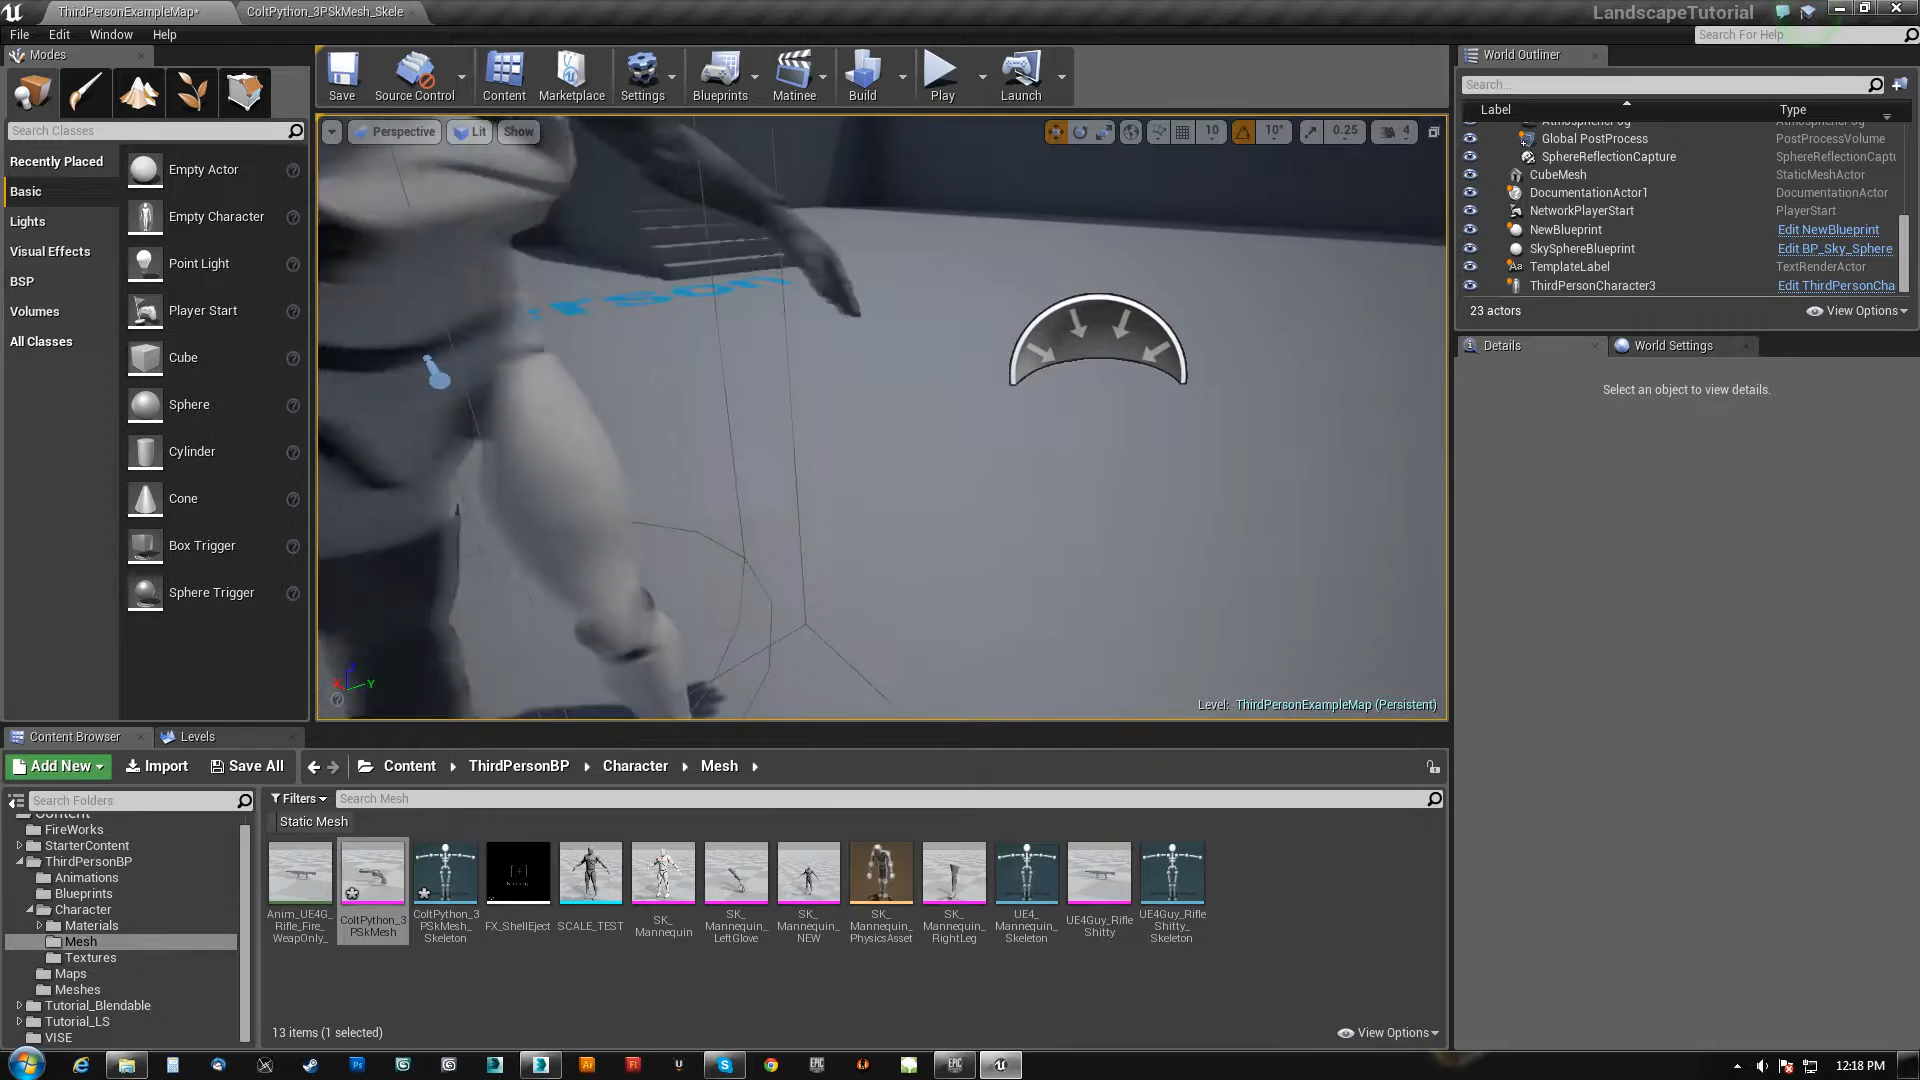 ThirdPersonExampleMap*
ColtPython_3PSkMesh_Skele
LandscapeTutorial
File Edit Window Help
Search For Help
Modes
Search Classes
Recently Placed
Basic
Lights
Visual Effects
BSP
Volumes
All Classes
Empty Actor
Empty Character
Point Light
Player Start
Cube
Sphere
Cylinder
Cone
Box Trigger
Sphere Trigger
Save
Source Control
Content
Marketplace
Settings
Blueprints
Matinee
Build
Play
Launch
Perspective
Lit
Show
10
10°
0.25
4
X
Y
Level: ThirdPersonExampleMap (Persistent)
World Outliner
Search...
Label Type
AtmosphericFog AtmosphericFog
Global PostProcess PostProcessVolume
SphereReflectionCapture SphereReflectionCaptu
CubeMesh StaticMeshActor
DocumentationActor1 DocumentationActor
NetworkPlayerStart PlayerStart
NewBlueprint Edit NewBlueprint
SkySphereBlueprint Edit BP_Sky_Sphere
TemplateLabel TextRenderActor
ThirdPersonCharacter3 Edit ThirdPersonCha
23 actors
View Options
Details
World Settings
Select an object to view details.
Content Browser
Levels
Add New
Import
Save All
Content
ThirdPersonBP
Character
Mesh
Search Folders
Content
FireWorks
StarterContent
ThirdPersonBP
Animations
Blueprints
Character
Materials
Mesh
Textures
Maps
Meshes
Tutorial_Blendable
Tutorial_LS
VISE
Filters
Search Mesh
Static Mesh
Anim_UE4G_
Rifle_Fire_
WeapOnly_
ColtPython_3
PSkMesh
ColtPython_3
PSkMesh_
Skeleton
FX_ShellEject
SCALE_TEST
SK_
Mannequin
SK_
Mannequin_
LeftGlove
SK_
Mannequin_
NEW
SK_
Mannequin_
PhysicsAsset
SK_
Mannequin_
RightLeg
UE4_
Mannequin_
Skeleton
UE4Guy_Rifle
Shitty
UE4Guy_Rifle
Shitty_
Skeleton
13 items (1 selected)
View Options
12:18 PM